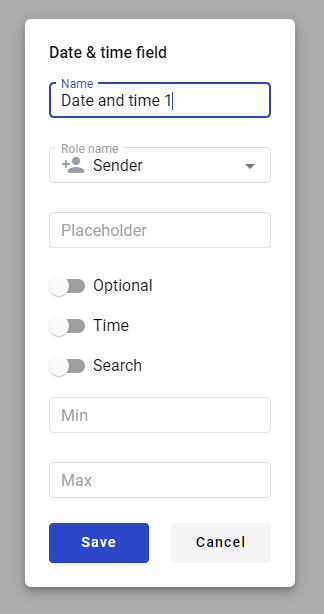 Date & time field
Name
Date and time 1
Role name
Sender
Placeholder
Optional
Time
Search
Min
Max
Save Cancel